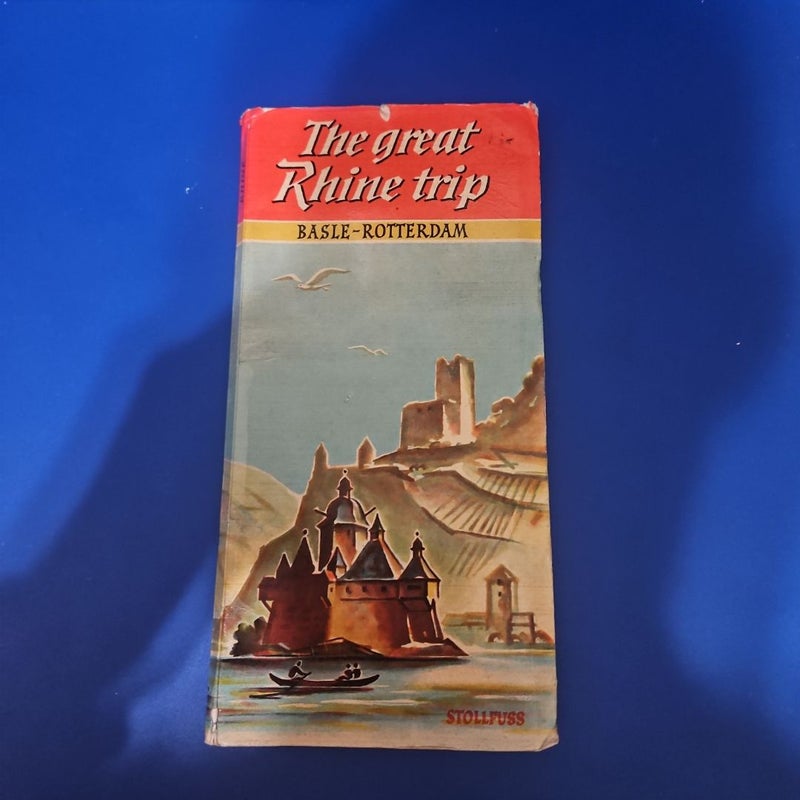 The great
Rhine trip
BASLE-ROTTERDAM
STOLLFUSS